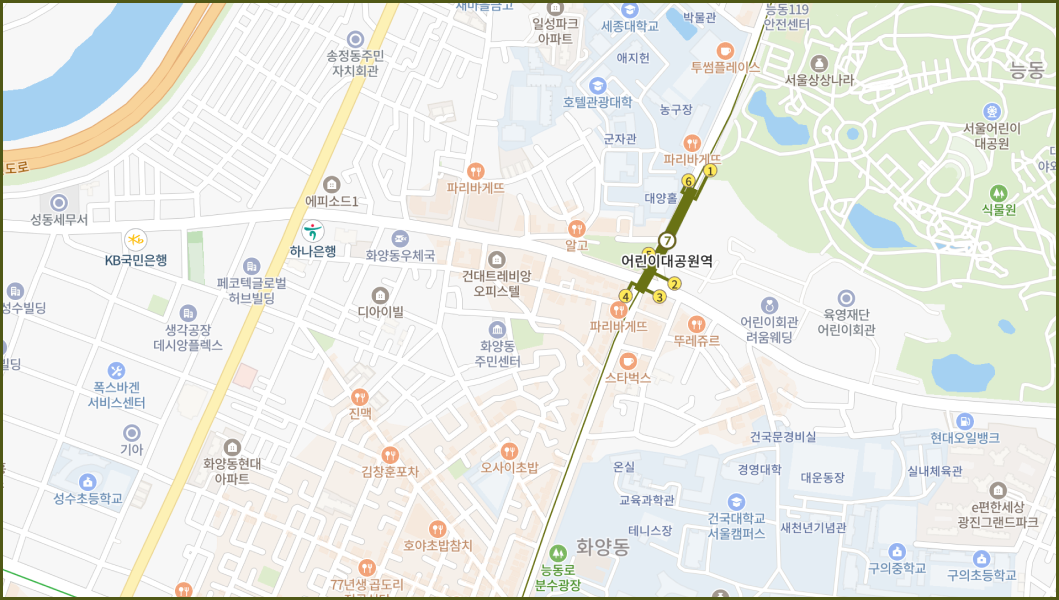 새마을금고
일성파크
아파트
세종대학교
박물관
능동119
안전센터
송정동주민
자치회관
애지헌
투썸플레이스
서울상상나라
능동
호텔관광대학
농구장
서울어린이
대공원
군자관
도로
파리바게뜨
파리바게뜨
1
6
에피소드1
대양홀
식물원
성동세무서
KB국민은행
하나은행
화양동우체국
알고
7
5
어린이대공원역
페코텍글로벌
허브빌딩
건대트레비앙
오피스텔
2
4
3
성수빌딩
디아이빌
파리바게뜨
어린이회관
려움웨딩
육영재단
어린이회관
생각공장
데시앙플렉스
화양동
주민센터
뚜레쥬르
빌딩
스타벅스
폭스바겐
서비스센터
진맥
기아
건국문경비실
현대오일뱅크
화양동현대
아파트
김창훈포차
오사이초밥
온실
경영대학
대운동장
실내체육관
성수초등학교
교육과학관
e편한세상
광진그랜드파크
건국대학교
서울캠퍼스
새천년기념관
테니스장
호야초밥참치
화양동
능동로
분수광장
구의중학교
구의초등학교
77년생곱도리